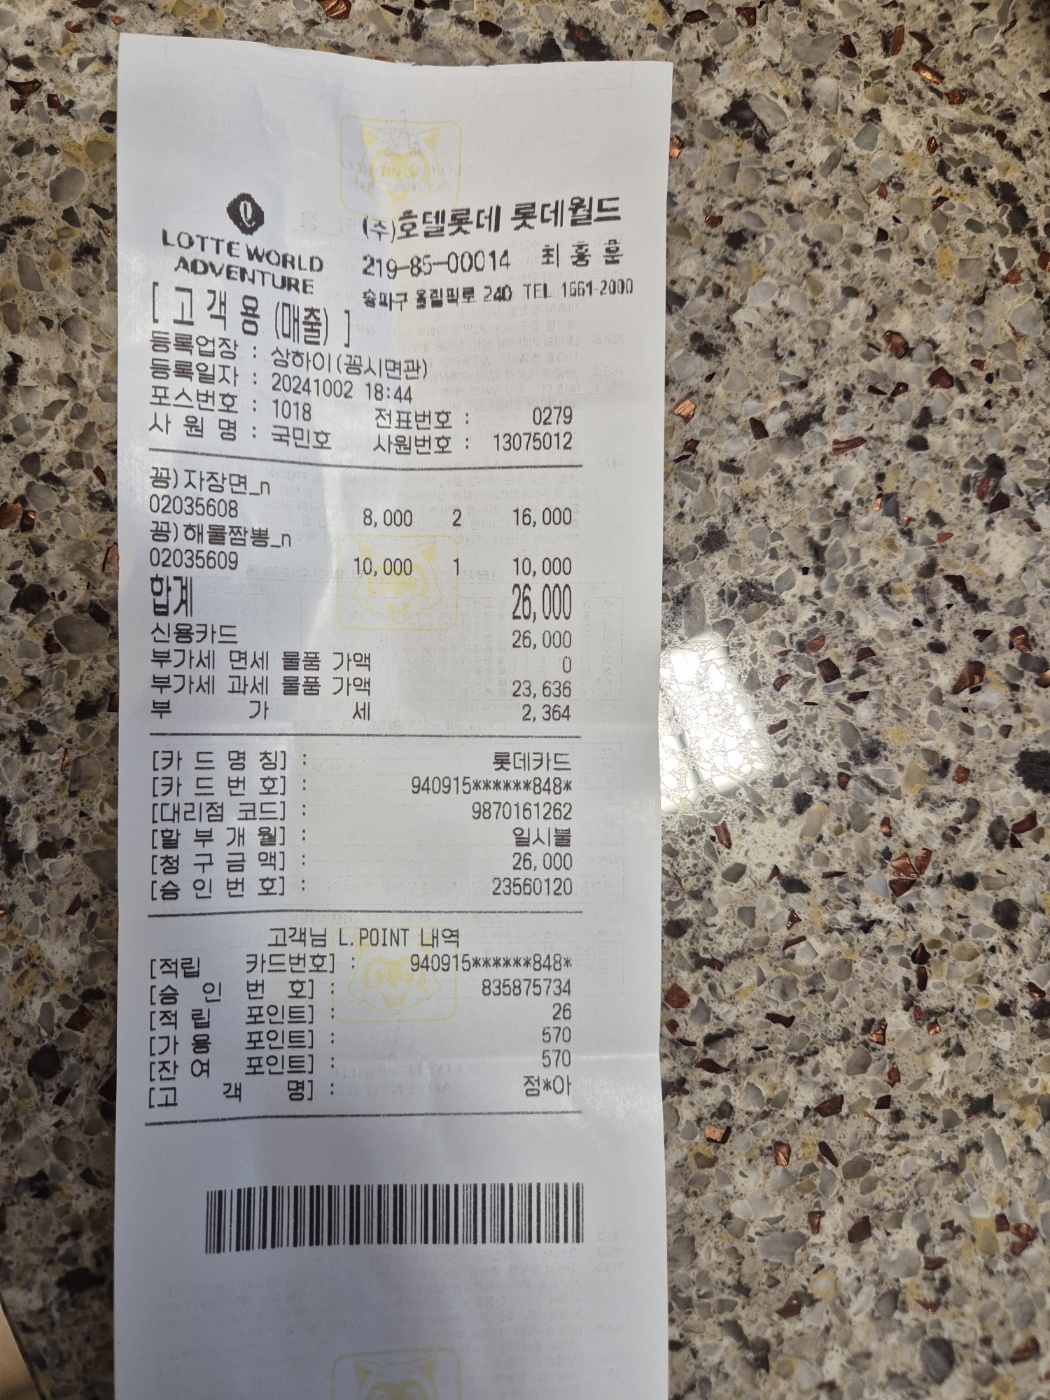 LOTTE WORLD
ADVENTURE
(주)호텔롯데 롯데월드
219-85-00014 최 홍 훈
송파구 올림픽로 240 TEL 1661-2000
[ 고 객 용 (매출) ]
등록업장 : 상하이(꽁시면관)
등록일자 : 20241002 18:44
포스번호 : 1018 전표번호 : 0279
사 원 명 : 국민호 사원번호 : 13075012
꽁)자장면_n
02035608 8,000 2 16,000
꽁)해물짬뽕_n
02035609 10,000 1 10,000
합계 26,000
신용카드 26,000
부가세 면세 물품 가액 0
부가세 과세 물품 가액 23,636
부 가 세 2,364
[카 드 명 칭] : 롯데카드
[카 드 번 호] : 940915******848*
[대리점 코드] : 9870161262
[할 부 개 월] : 일시불
[청 구 금 액] : 26,000
[승 인 번 호] : 23560120
고객님 L.POINT 내역
[적립 카드번호] : 940915******848*
[승 인 번 호] : 835875734
[적 립 포인트] : 26
[가 용 포인트] : 570
[잔 여 포인트] : 570
[고 객 명] : 점*아